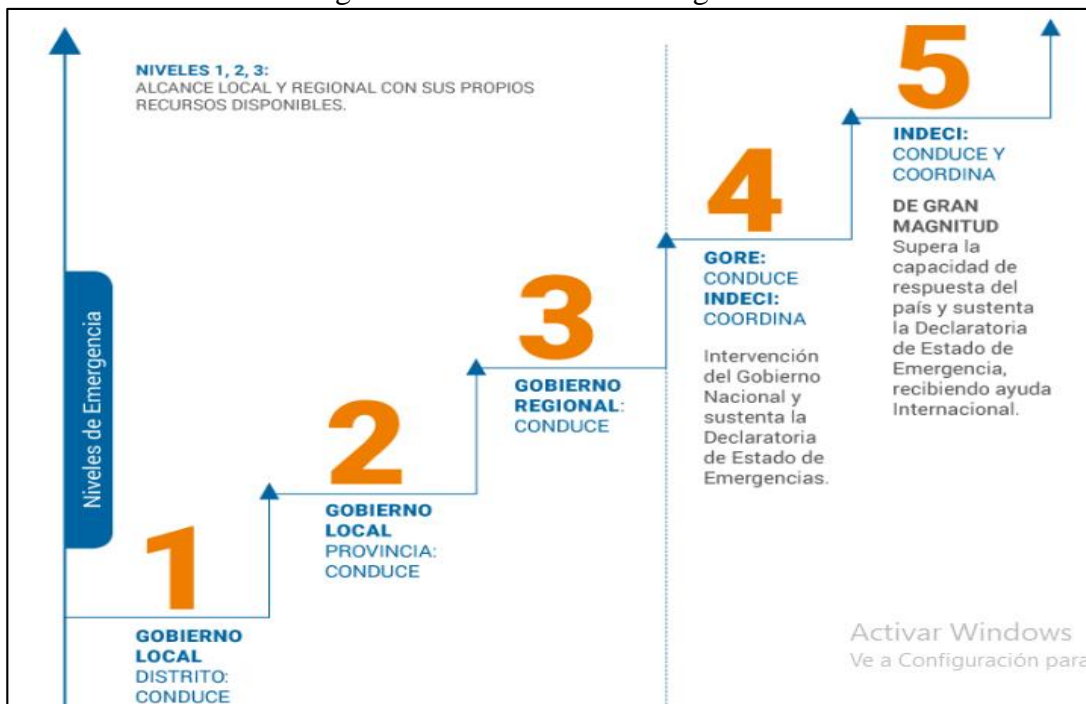 NIVELES 1, 2, 3:
ALCANCE LOCAL Y REGIONAL CON SUS PROPIOS
RECURSOS DISPONIBLES.
Niveles de Emergencia
1
GOBIERNO
LOCAL
DISTRITO:
CONDUCE
2
GOBIERNO
LOCAL
PROVINCIA:
CONDUCE
3
GOBIERNO
REGIONAL:
CONDUCE
4
GORE:
CONDUCE
INDECI:
COORDINA
Intervención
del Gobierno
Nacional y
sustenta la
Declaratoria
de Estado de
Emergencias.
5
INDECI:
CONDUCE Y
COORDINA
DE GRAN
MAGNITUD
Supera la
capacidad de
respuesta del
país y sustenta
la Declaratoria
de Estado de
Emergencia,
recibiendo ayuda
Internacional.
Activar Windows
Ve a Configuración para